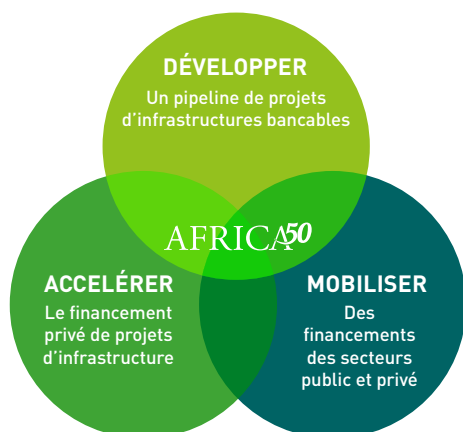 DÉVELOPPER
Un pipeline de projets
d'infrastructures bancables
AFRICA50
ACCELÉRER
Le financement
privé de projets
d'infrastructure
MOBILISER
Des
financements
des secteurs
public et privé